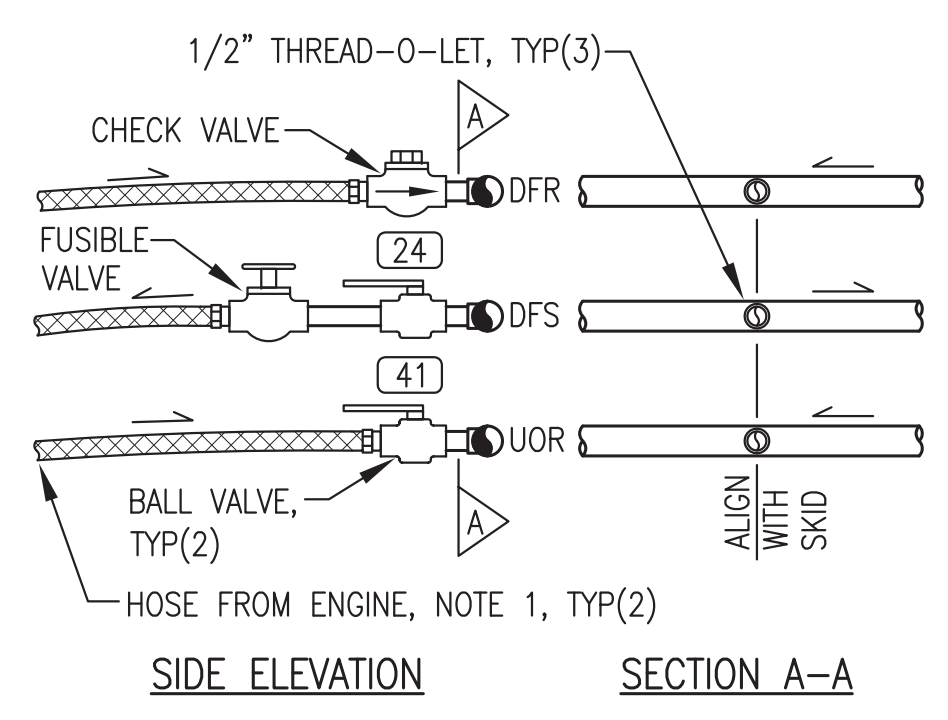 1/2” THREAD-O-LET, TYP(3)
A
CHECK VALVE
DFR
FUSIBLE
VALVE
24
DFS
41
UOR
BALL VALVE,
TYP(2)
A
ALIGN
WITH
SKID
HOSE FROM ENGINE, NOTE 1, TYP(2)
SIDE ELEVATION
SECTION A-A